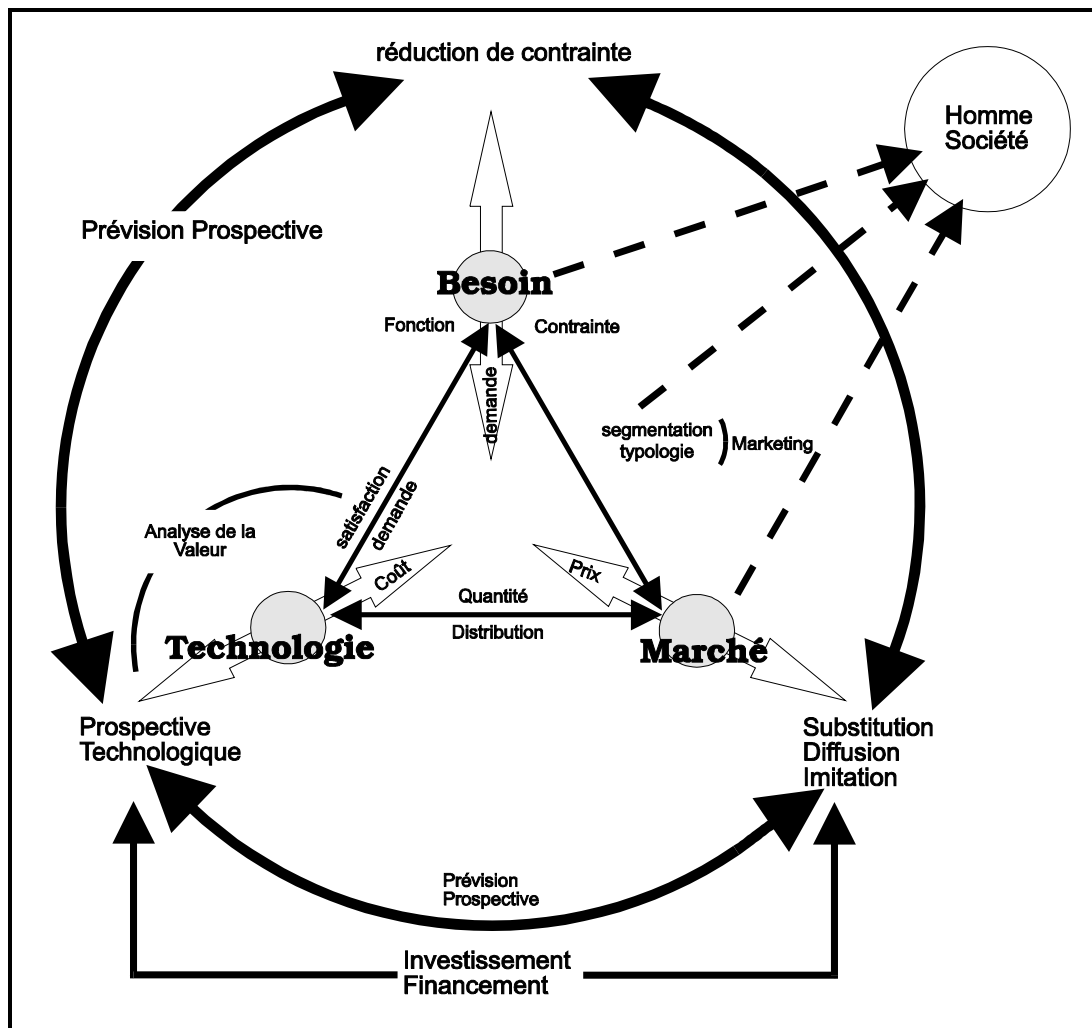 réduction de contrainte
Homme
Société
Prévision Prospective
Besoin
Fonction
Contrainte
demande
segmentation
typologie
Marketing
satisfaction
demande
Analyse de la
Valeur
Coût
Prix
Quantité
Distribution
Technologie
Marché
Prospective
Technologique
Substitution
Diffusion
Imitation
Prévision
Prospective
Investissement
Financement